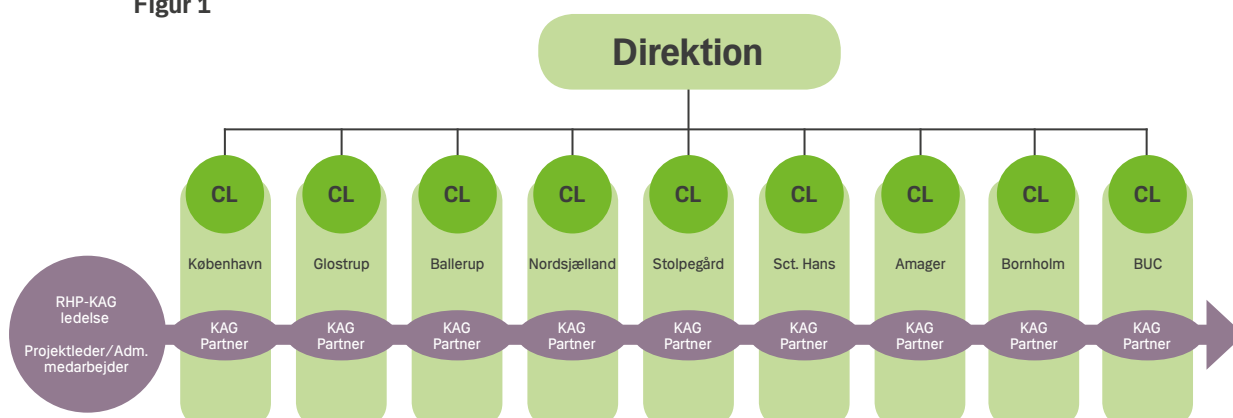 Figur 1
Direktion
CL CL CL CL CL CL CL CL CL
København Glostrup Ballerup Nordsjælland Stolpegård Sct. Hans Amager Bornholm BUC
RHP-KAG
ledelse
Projektleder/Adm.
medarbejder
KAG KAG KAG KAG KAG KAG KAG KAG KAG
Partner Partner Partner Partner Partner Partner Partner Partner Partner